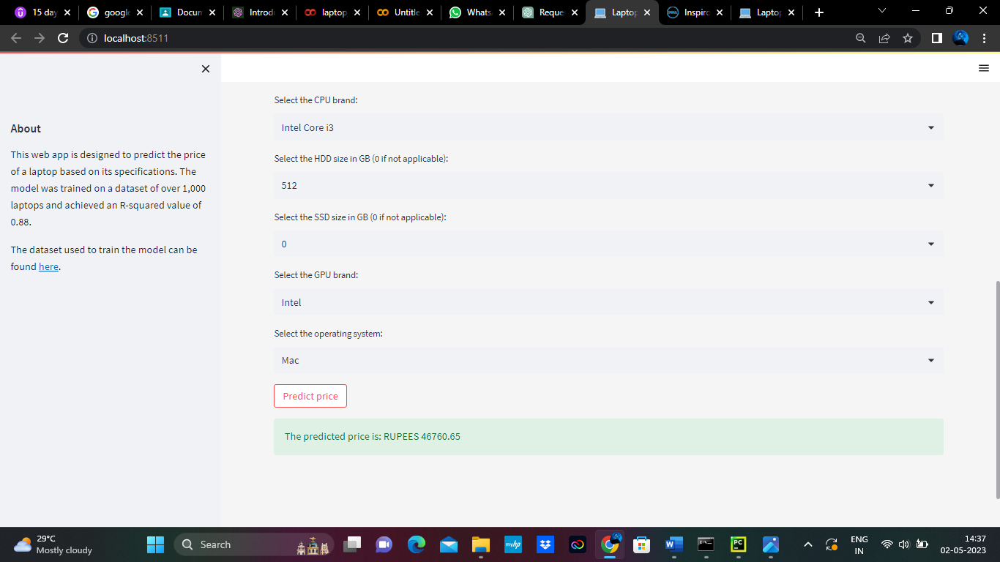 15 day
google
Docum
Introd
laptop
Untitle
Whats
Reque
Laptop
Inspiro
Laptop
localhost:8511
About
This web app is designed to predict the price
of a laptop based on its specifications. The
model was trained on a dataset of over 1,000
laptops and achieved an R-squared value of
0.88.
The dataset used to train the model can be
found here.
Select the CPU brand:
Intel Core i3
Select the HDD size in GB (0 if not applicable):
512
Select the SSD size in GB (0 if not applicable):
0
Select the GPU brand:
Intel
Select the operating system:
Mac
Predict price
The predicted price is: RUPEES 46760.65
29°C
Mostly cloudy
Search
myhp
W
PC
ENG
IN
14:37
02-05-2023